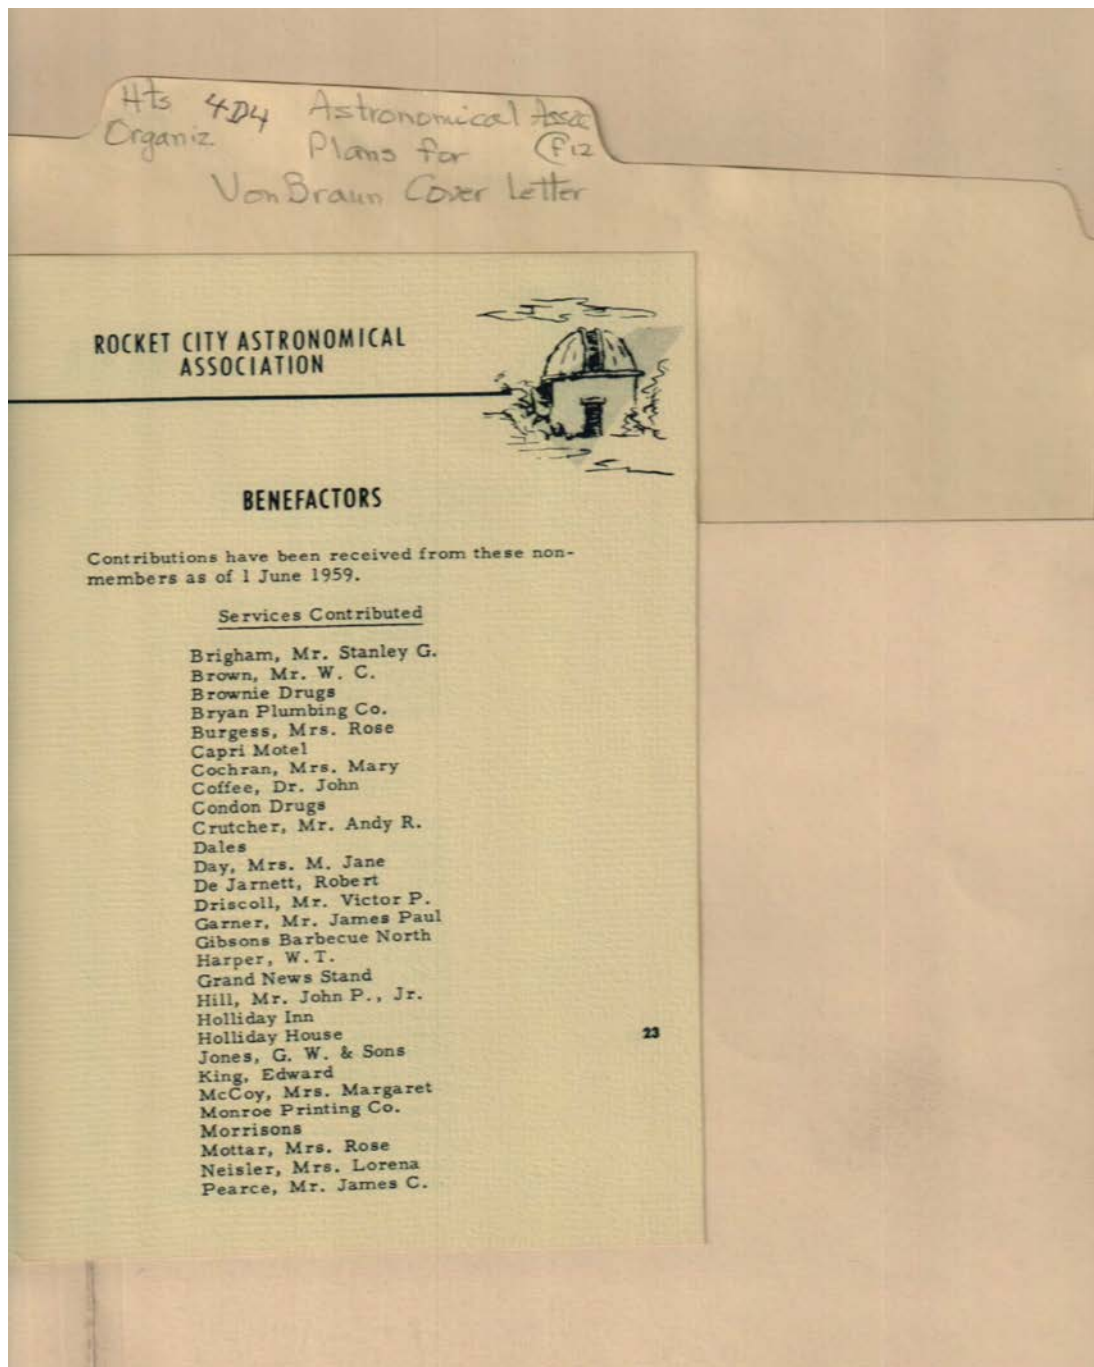 Hts 4D4 Astronomical Assoc
Organiz Plans for F12
Von Braun Cover Letter
ROCKET CITY ASTRONOMICAL
ASSOCIATION
BENEFACTORS
Contributions have been received from these non-
members as of 1 June 1959.
Services Contributed
Brigham, Mr. Stanley G.
Brown, Mr. W. C.
Brownie Drugs
Bryan Plumbing Co.
Burgess, Mrs. Rose
Capri Motel
Cochran, Mrs. Mary
Coffee, Dr. John
Condon Drugs
Crutcher, Mr. Andy R.
Dales
Day, Mrs. M. Jane
De Jarnett, Robert
Driscoll, Mr. Victor P.
Garner, Mr. James Paul
Gibsons Barbecue North
Harper, W.T.
Grand News Stand
Hill, Mr. John P., Jr.
Holliday Inn
Holliday House
23
Jones, G. W. & Sons
King, Edward
McCoy, Mrs. Margaret
Monroe Printing Co.
Morrisons
Mottar, Mrs. Rose
Neisler, Mrs. Lorena
Pearce, Mr. James C.